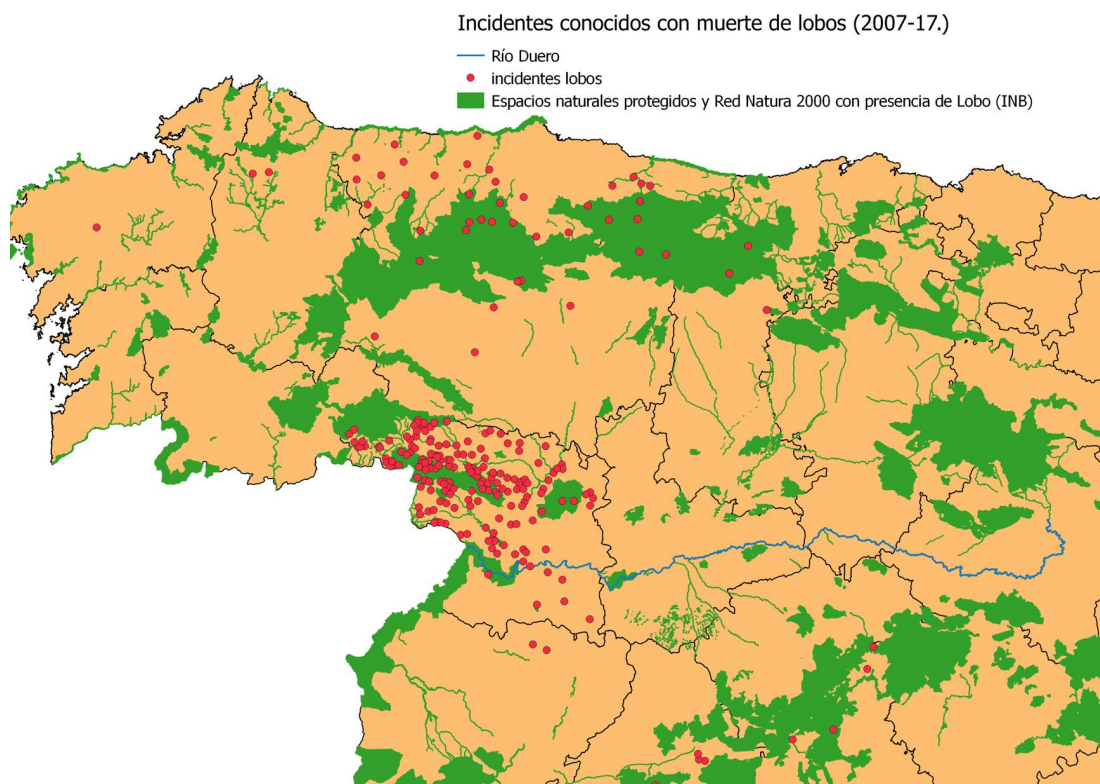 Incidentes conocidos con muerte de lobos (2007-17.)
Río Duero
incidentes lobos
Espacios naturales protegidos y Red Natura 2000 con presencia de Lobo (INB)